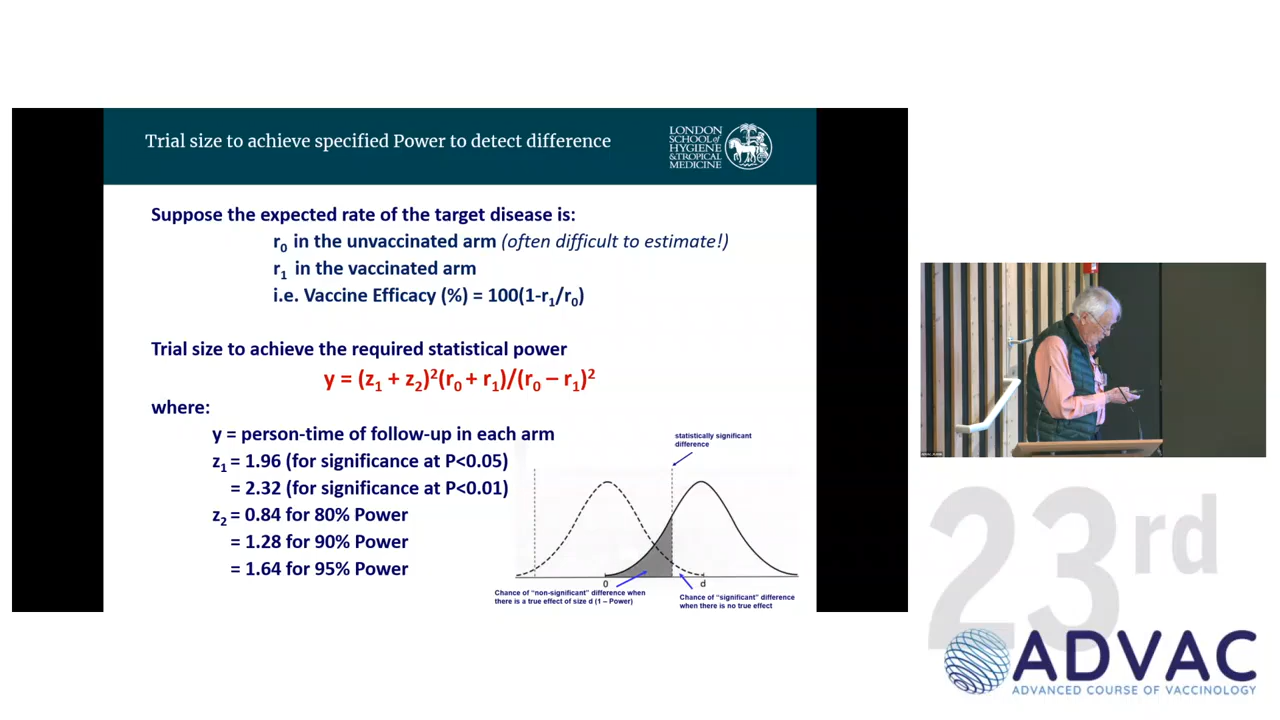 Trial size to achieve specified Power to detect difference
LONDON
SCHOOL of
HYGIENE
& TROPICAL
MEDICINE
Suppose the expected rate of the target disease is:
r0 in the unvaccinated arm (often difficult to estimate!)
r1 in the vaccinated arm
i.e. Vaccine Efficacy (%) = 100(1-r1/r0)
Trial size to achieve the required statistical power
y = (z1 + z2)²(r0 + r1)/(r0 – r1)²
where:
y = person-time of follow-up in each arm
z1 = 1.96 (for significance at P<0.05)
= 2.32 (for significance at P<0.01)
z2 = 0.84 for 80% Power
= 1.28 for 90% Power
= 1.64 for 95% Power
statistically significant
difference
0
d
Chance of "non-significant" difference when
there is a true effect of size d (1 – Power)
Chance of "significant" difference
when there is no true effect
23rd
ADVAC
ADVANCED COURSE OF VACCINOLOGY